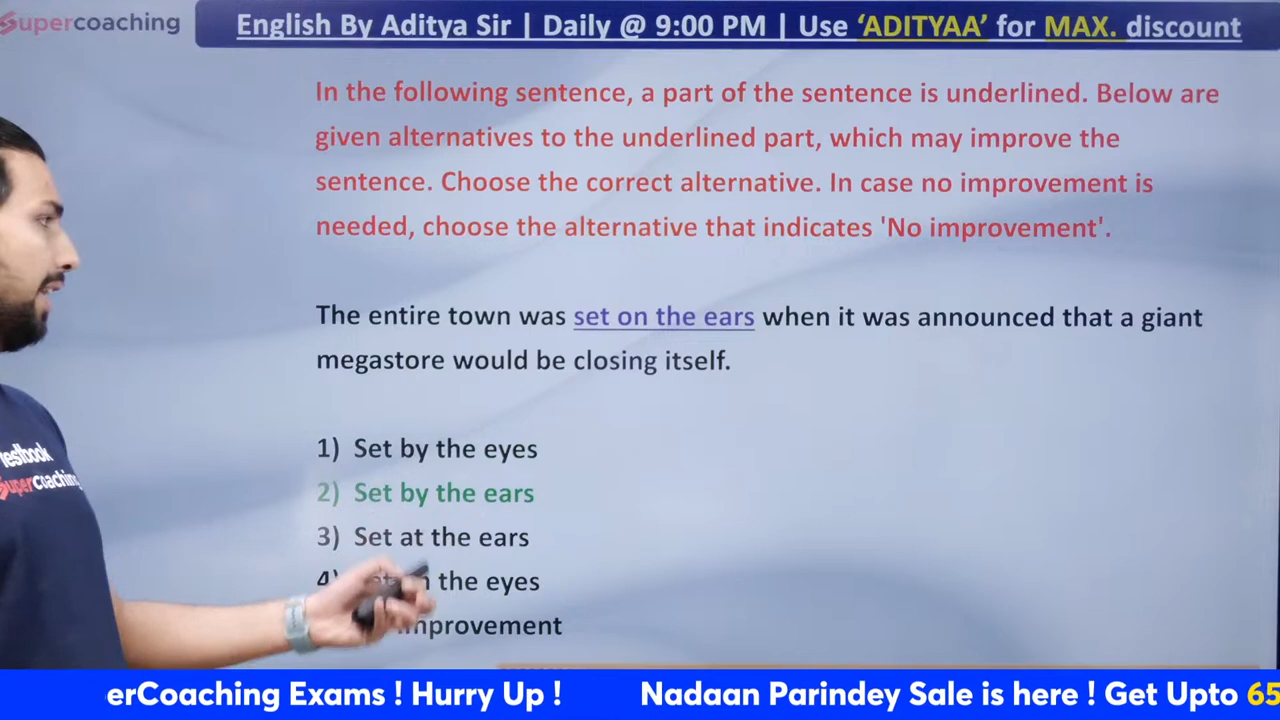 Supercoaching
English By Aditya Sir | Daily @ 9:00 PM | Use ‘ADITYAA’ for MAX. discount
In the following sentence, a part of the sentence is underlined. Below are
given alternatives to the underlined part, which may improve the
sentence. Choose the correct alternative. In case no improvement is
needed, choose the alternative that indicates 'No improvement'.
The entire town was set on the ears when it was announced that a giant
megastore would be closing itself.
1) Set by the eyes
2) Set by the ears
3) Set at the ears
4) the eyes
improvement
testbook
Supercoaching
erCoaching Exams ! Hurry Up !
Nadaan Parindey Sale is here ! Get Upto 65